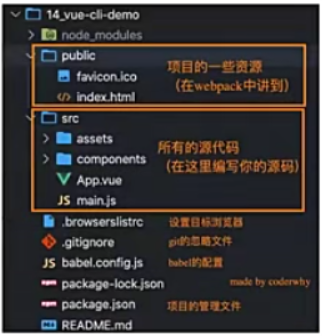 14_vue-cli-demo
node_modules
public
favicon.ico
index.html
项目的一些资源
（在webpack中讲到）
src
assets
components
App.vue
JS main.js
所有的源代码
（在这里编写你的源码）
.browserslistrc 设置目标浏览器
.gitignore git的忽略文件
JS babel.config.js babel的配置
package-lock.json made by coderwhy
package.json 项目的管理文件
README.md